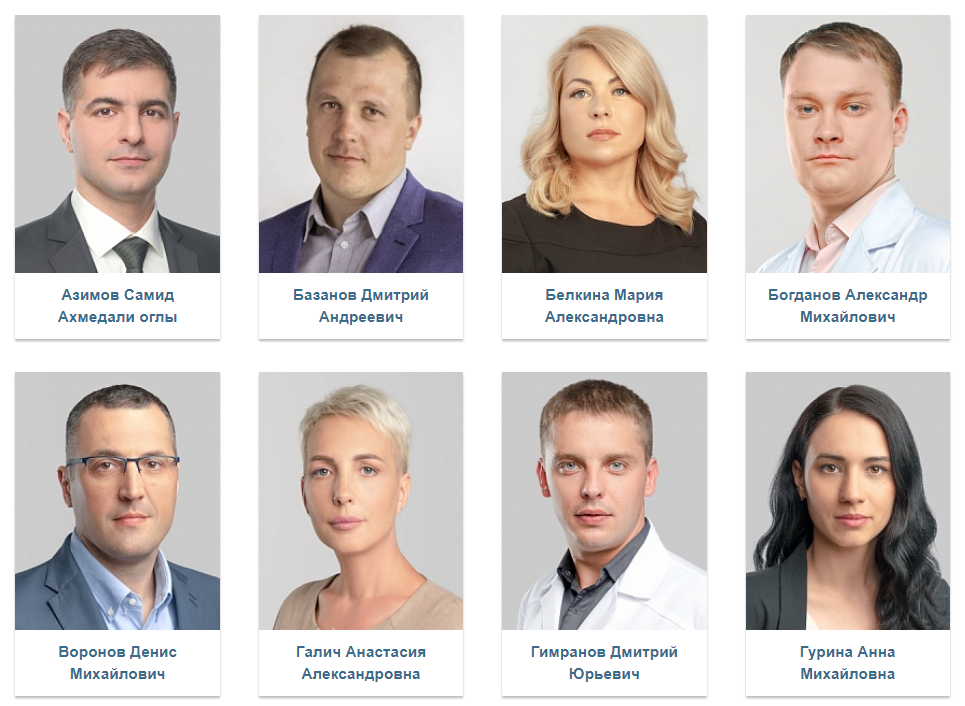 Азимов Самид
Ахмедали оглы
Базанов Дмитрий
Андреевич
Белкина Мария
Александровна
Богданов Александр
Михайлович
Воронов Денис
Михайлович
Галич Анастасия
Александровна
Гимранов Дмитрий
Юрьевич
Гурина Анна
Михайловна